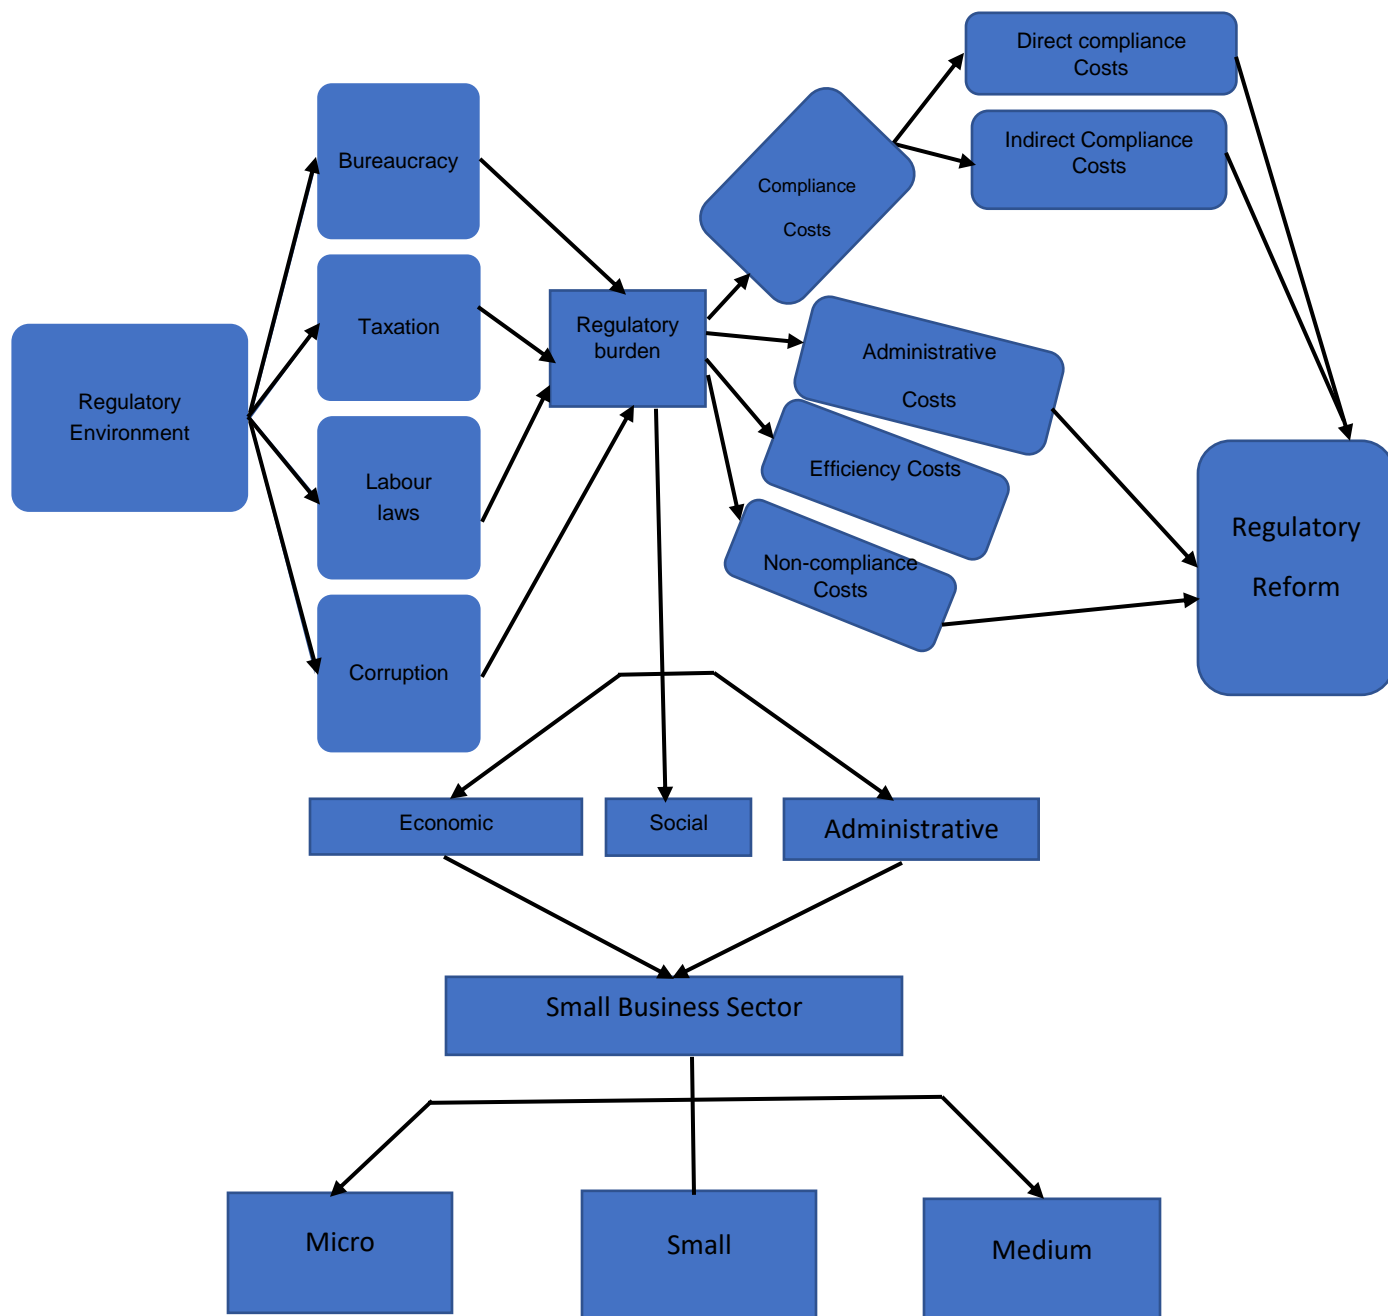 Direct compliance
Costs
Indirect Compliance
Costs
Bureaucracy
Compliance
Costs
Taxation
Regulatory
burden
Administrative
Costs
Regulatory
Environment
Labour
laws
Efficiency Costs
Non-compliance
Costs
Regulatory
Reform
Corruption
Economic
Social
Administrative
Small Business Sector
Micro
Small
Medium